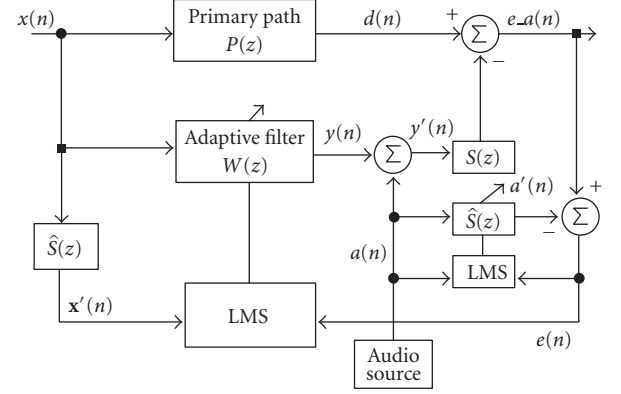 x(n)
Primary path
P(z)
d(n)
+
Σ
e_a(n)
−
Adaptive filter
W(z)
y(n)
Σ
y′(n)
S(z)
a′(n)
+
Ŝ(z)
Ŝ(z)
−
Σ
a(n)
LMS
x′(n)
LMS
e(n)
Audio
source